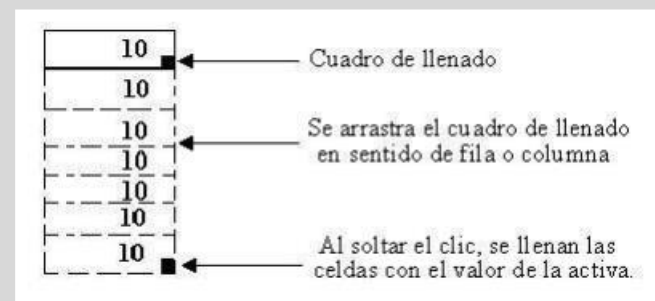 10
Cuadro de llenado
10
10
Se arrastra el cuadro de llenado
en sentido de fila o columna
10
10
10
10
Al soltar el clic, se llenan las
celdas con el valor de la activa.